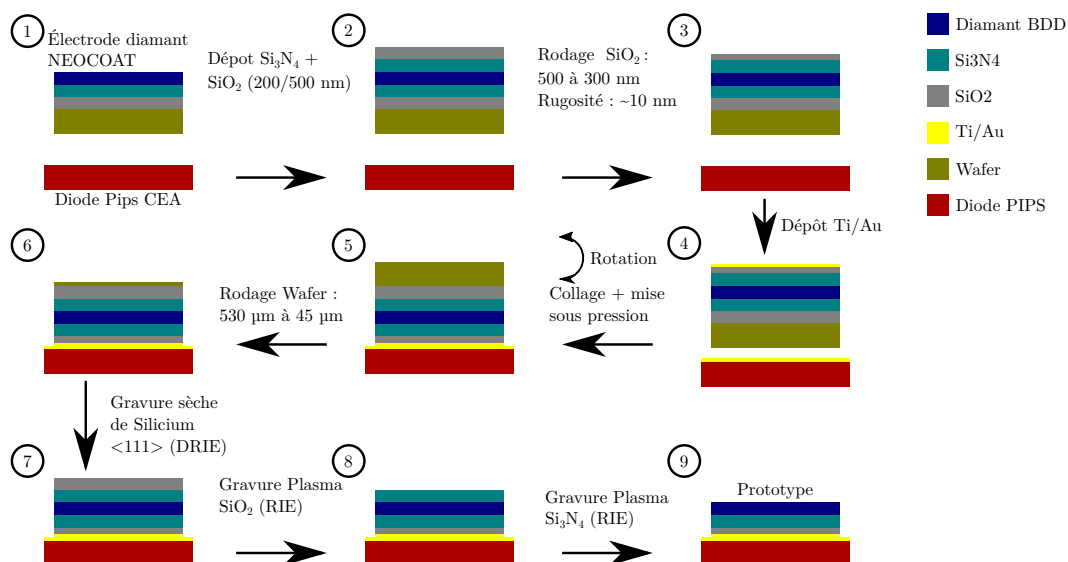 1
Électrode diamant
NEOCOAT
Dépot Si₃N₄ +
SiO₂ (200/500 nm)
2
Rodage SiO₂ :
500 à 300 nm
Rugosité : ~10 nm
3
Diamant BDD
Si3N4
SiO2
Ti/Au
Wafer
Diode PIPS
Diode Pips CEA
Dépôt Ti/Au
4
Rotation
Collage + mise
sous pression
5
Rodage Wafer :
530 µm à 45 µm
6
Gravure sèche
de Silicium
<111> (DRIE)
7
Gravure Plasma
SiO₂ (RIE)
8
Gravure Plasma
Si₃N₄ (RIE)
9
Prototype